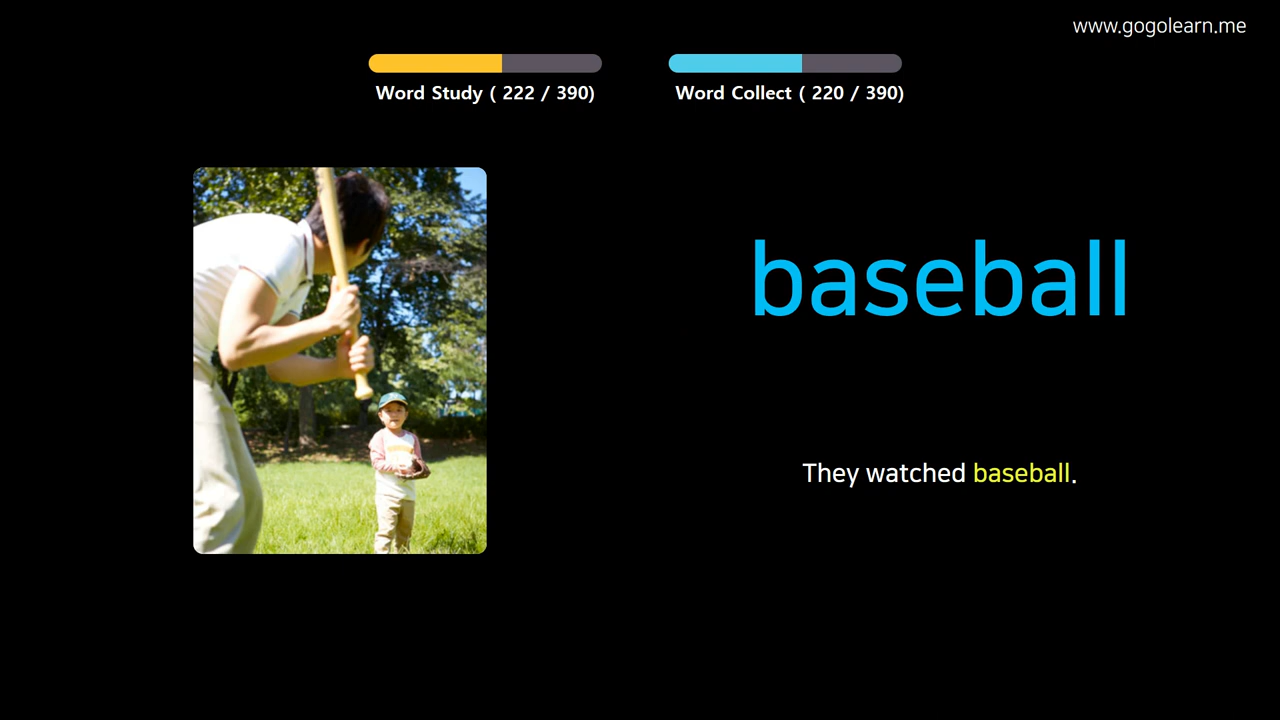 www.gogolearn.me
Word Study ( 222 / 390)
Word Collect ( 220 / 390)
baseball
They watched baseball.